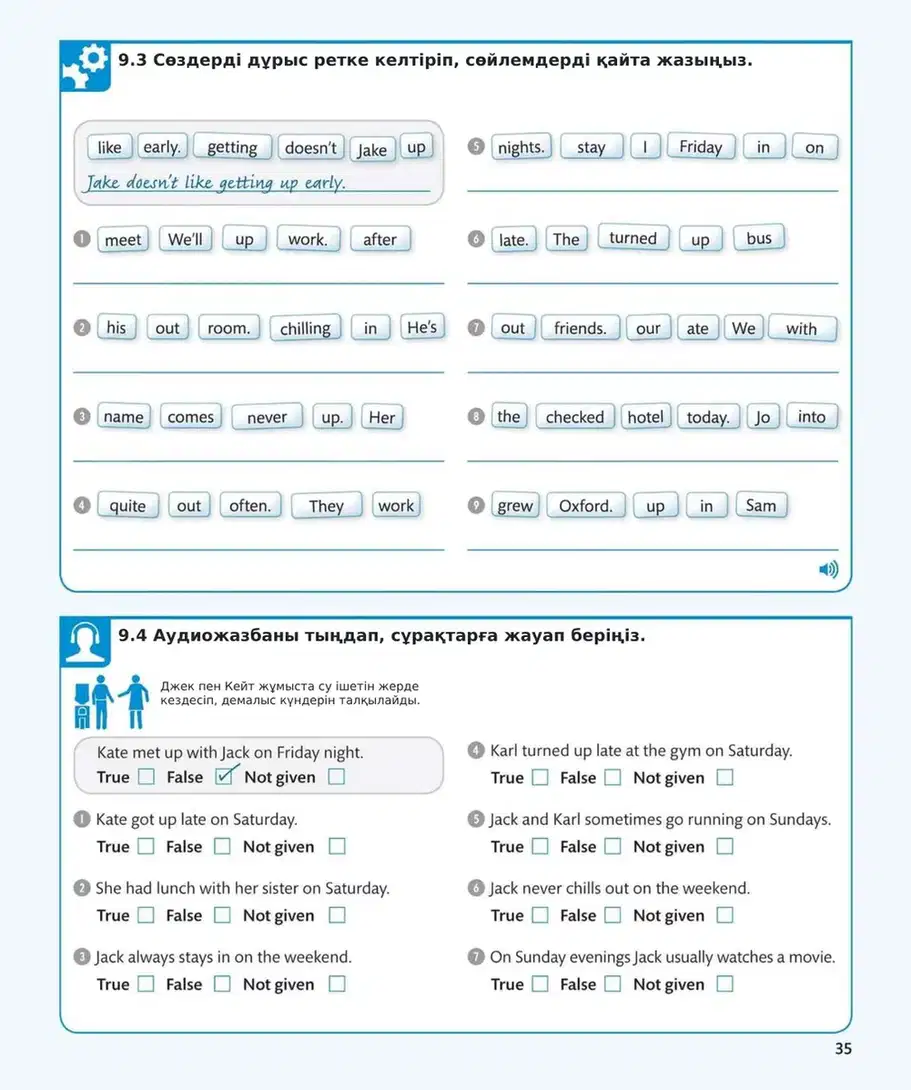 9.3 Сөздерді дұрыс ретке келтіріп, сөйлемдерді қайта жазыңыз.
like early. getting doesn't Jake up
Jake doesn't like getting up early.
1 meet We'll up work. after
2 his out room. chilling in He's
3 name comes never up. Her
4 quite out often. They work
5 nights. stay I Friday in on
6 late. The turned up bus
7 out friends. our ate We with
8 the checked hotel today. Jo into
9 grew Oxford. up in Sam
9.4 Аудиожазбаны тыңдап, сұрақтарға жауап беріңіз.
Джек пен Кейт жұмыста су ішетін жерде
кездесіп, демалыс күндерін талқылайды.
Kate met up with Jack on Friday night.
True False Not given
1 Kate got up late on Saturday.
True False Not given
2 She had lunch with her sister on Saturday.
True False Not given
3 Jack always stays in on the weekend.
True False Not given
4 Karl turned up late at the gym on Saturday.
True False Not given
5 Jack and Karl sometimes go running on Sundays.
True False Not given
6 Jack never chills out on the weekend.
True False Not given
7 On Sunday evenings Jack usually watches a movie.
True False Not given
35